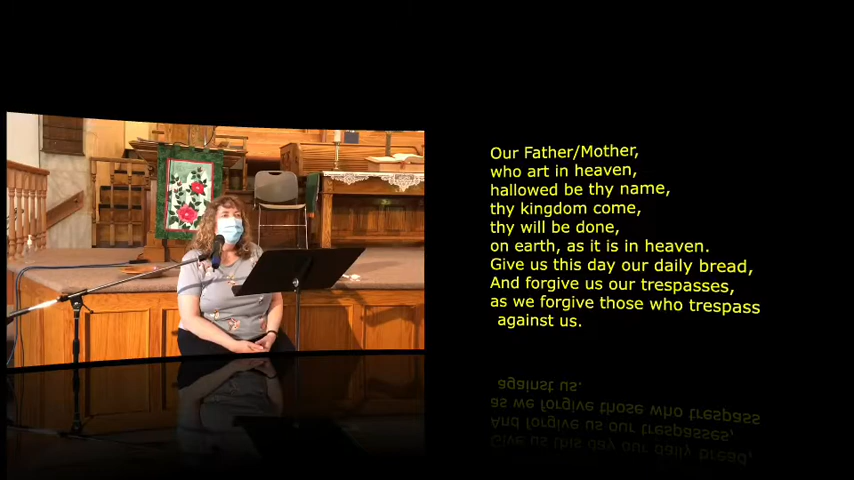 Our Father/Mother,
who art in heaven,
hallowed be thy name,
thy kingdom come,
thy will be done,
on earth, as it is in heaven.
Give us this day our daily bread,
And forgive us our trespasses,
as we forgive those who trespass
against us.